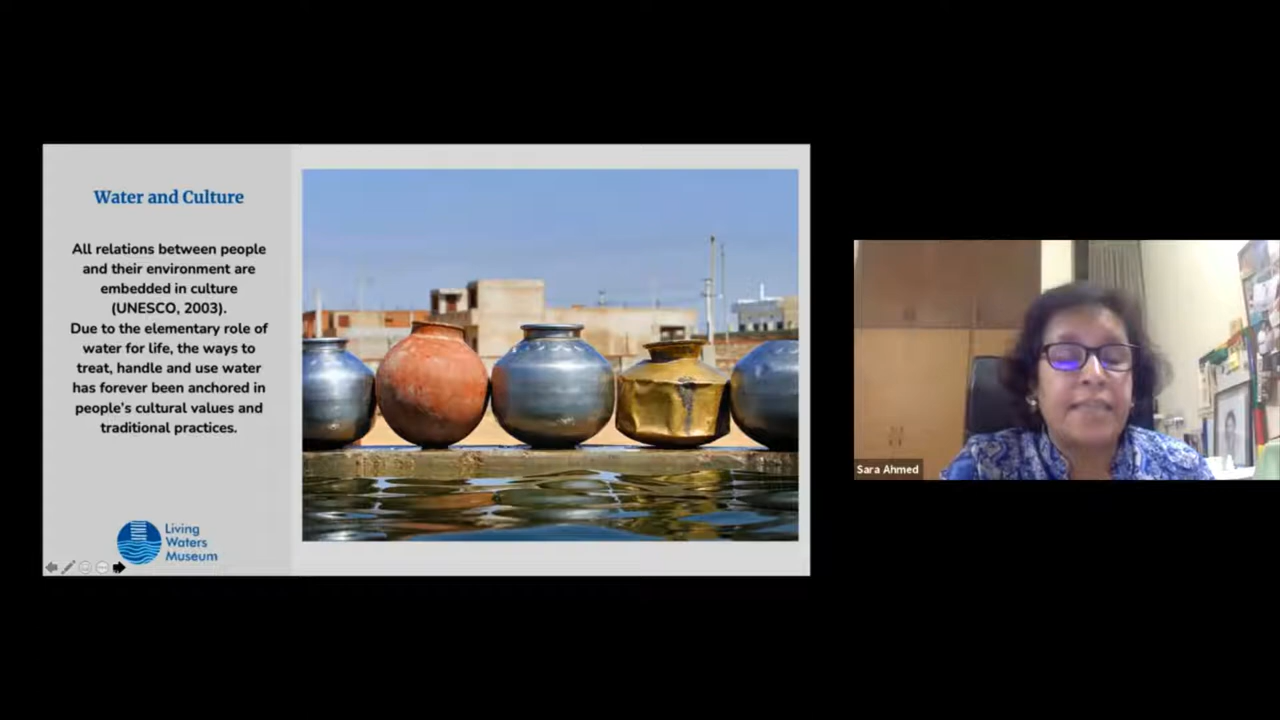 Water and Culture
All relations between people
and their environment are
embedded in culture
(UNESCO, 2003).
Due to the elementary role of
water for life, the ways to
treat, handle and use water
has forever been anchored in
people's cultural values and
traditional practices.
Living
Waters
Museum
Sara Ahmed